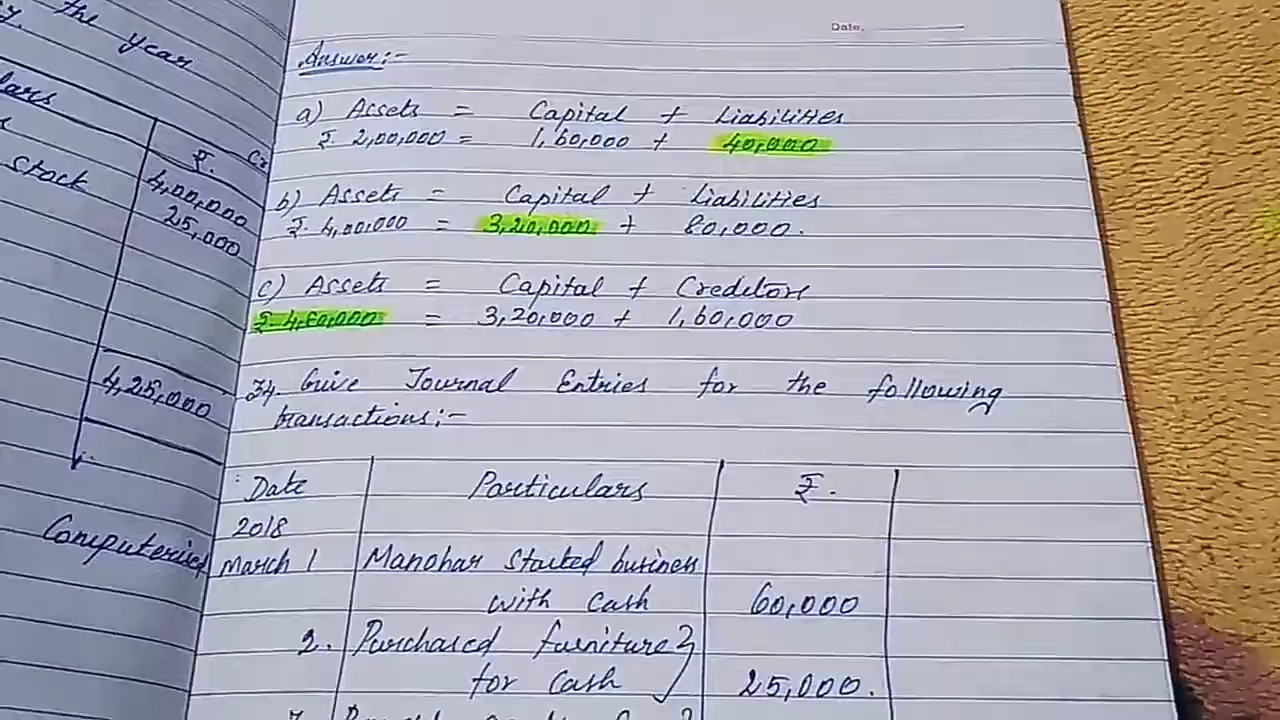 the
year
₹. Cr
Stock 4,00,000
25,000
4,25,000
Computerised
Date.
Answer:-
a) Assets = Capital + Liabilities
₹ 2,00,000 = 1,60,000 + 40,000
b) Assets = Capital + Liabilities
₹. 4,00,000 = 3,20,000 + 80,000.
c) Assets = Capital + Creditors
₹. 4,80,000 = 3,20,000 + 1,60,000
34. Give Journal Entries for the following
transactions:-
Date Particulars ₹.
2018
March 1 Manohar Started business
with Cash 60,000
2. Purchased furniture }
for Cash 25,000.